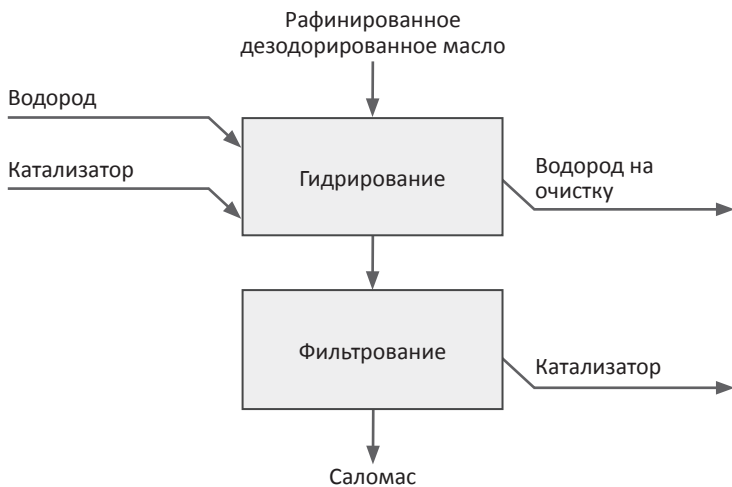 Рафинированное
дезодорированное масло
Водород
Катализатор
Гидрирование
Водород на
очистку
Фильтрование
Катализатор
Саломас